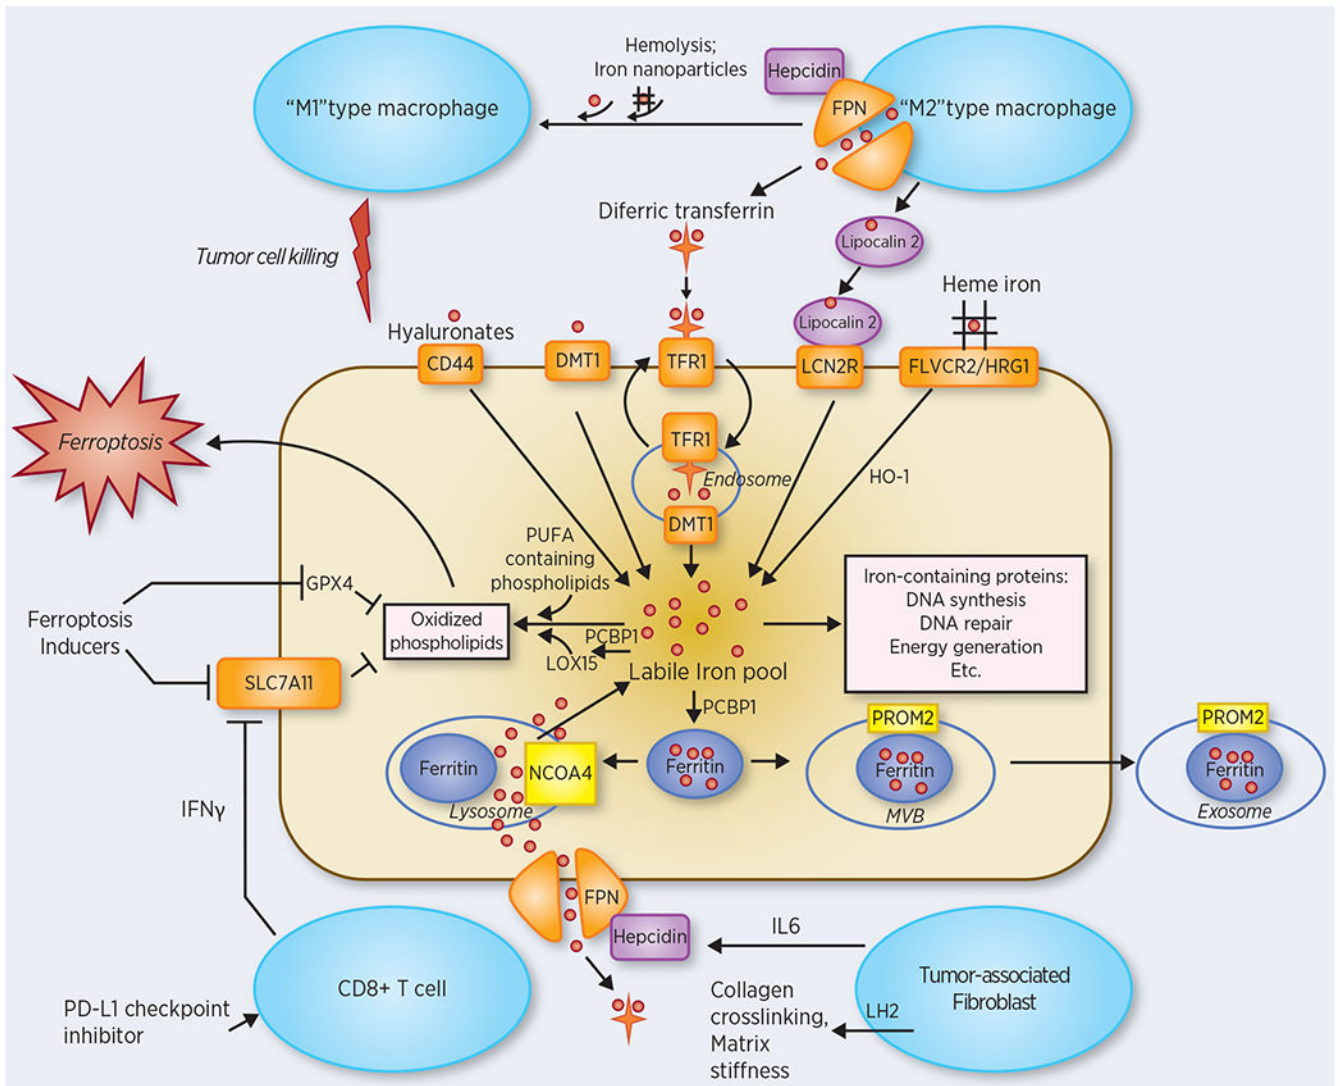 Hemolysis;
Iron nanoparticles
Hepcidin
"M1"type macrophage
FPN
"M2"type macrophage
Diferric transferrin
Lipocalin 2
Tumor cell killing
Heme iron
Hyaluronates
Lipocalin 2
CD44
DMT1
TFR1
LCN2R
FLVCR2/HRG1
Ferroptosis
TFR1
Endosome
HO-1
DMT1
PUFA
containing
phospholipids
GPX4
Iron-containing proteins:
DNA synthesis
DNA repair
Energy generation
Etc.
Ferroptosis
Inducers
Oxidized
phospholipids
PCBP1
LOX15
Labile Iron pool
SLC7A11
PCBP1
PROM2
PROM2
Ferritin
NCOA4
Ferritin
Ferritin
Ferritin
Lysosome
MVB
Exosome
IFNγ
FPN
Hepcidin
IL6
CD8+ T cell
Tumor-associated
Fibroblast
PD-L1 checkpoint
inhibitor
Collagen
crosslinking,
Matrix
stiffness
LH2